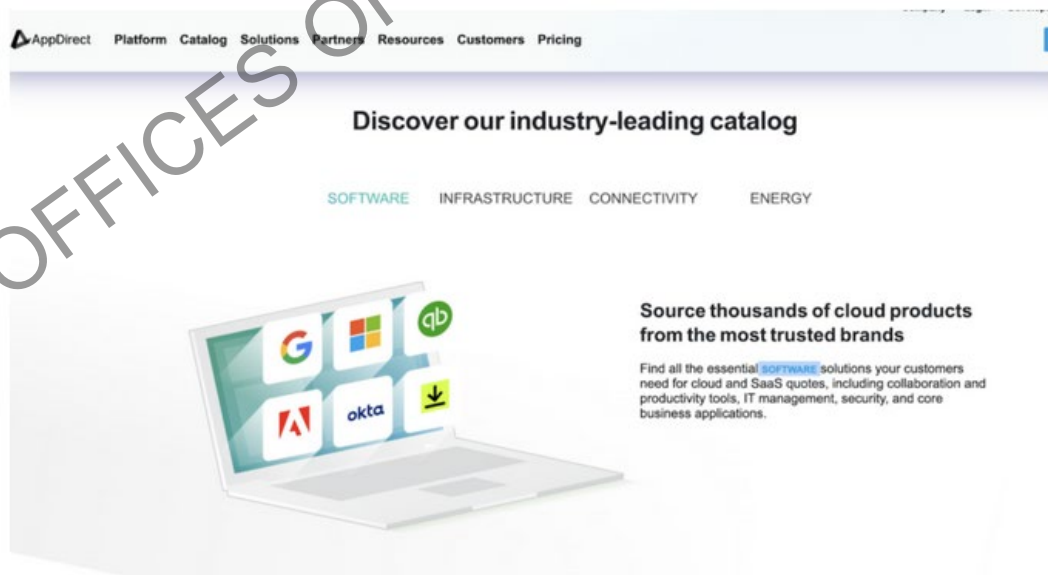 AppDirect Platform Catalog Solutions Partners Resources Customers Pricing
Discover our industry-leading catalog
SOFTWARE INFRASTRUCTURE CONNECTIVITY ENERGY
G
qb
okta
Source thousands of cloud products
from the most trusted brands
Find all the essential SOFTWARE solutions your customers
need for cloud and SaaS quotes, including collaboration and
productivity tools, IT management, security, and core
business applications.
OFFICES